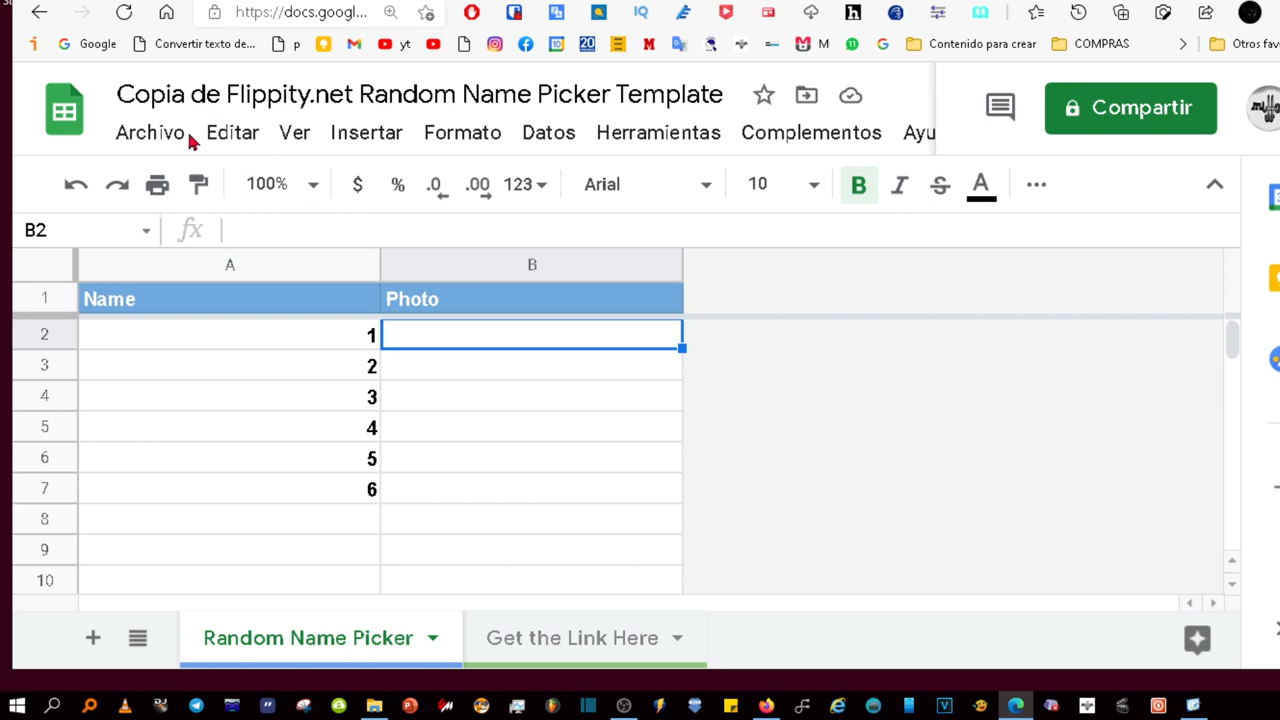 https://docs.googl...
Google
Convertir texto de...
p
yt
20
M
M
11
Contenido para crear
COMPRAS
Otros fav
Copia de Flippity.net Random Name Picker Template
Archivo Editar Ver Insertar Formato Datos Herramientas Complementos Ayu
Compartir
100% $ % .0 .00 123 Arial 10 B I S A
B2 fx
A B
1 Name Photo
2 1
3 2
4 3
5 4
6 5
7 6
8
9
10
Random Name Picker Get the Link Here